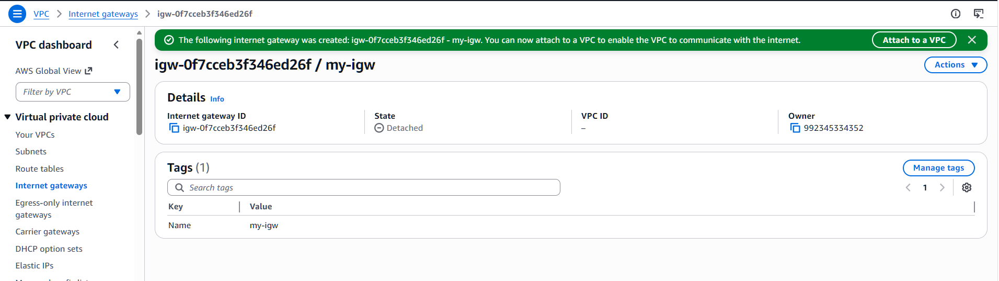 VPC
Internet gateways
igw-0f7cceb3f346ed26f
VPC dashboard
AWS Global View
Filter by VPC
Virtual private cloud
Your VPCs
Subnets
Route tables
Internet gateways
Egress-only internet
gateways
Carrier gateways
DHCP option sets
Elastic IPs
The following internet gateway was created: igw-0f7cceb3f346ed26f - my-igw. You can now attach to a VPC to enable the VPC to communicate with the internet.
Attach to a VPC
igw-0f7cceb3f346ed26f / my-igw
Actions
Details Info
Internet gateway ID
igw-0f7cceb3f346ed26f
State
Detached
VPC ID
–
Owner
992345334352
Tags (1)
Manage tags
Search tags
1
Key Value
Name my-igw